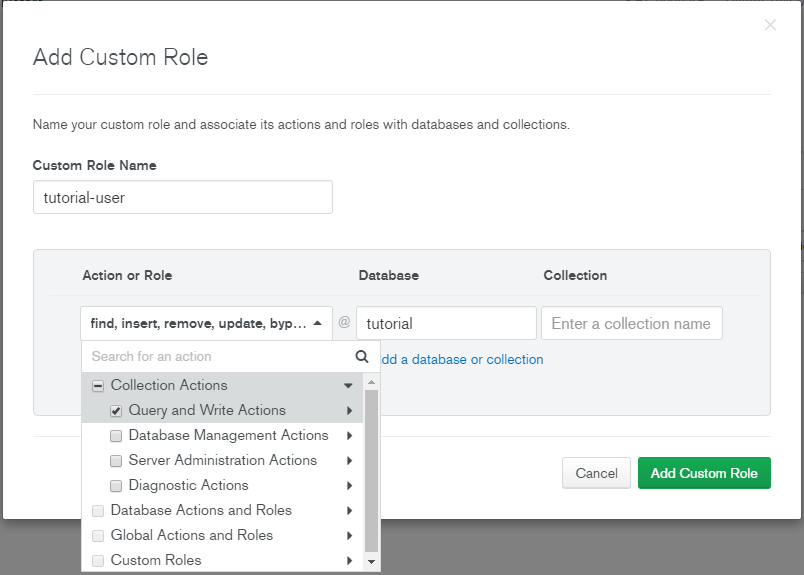 Add Custom Role
Name your custom role and associate its actions and roles with databases and collections.
Custom Role Name
tutorial-user
Action or Role Database Collection
find, insert, remove, update, byp... @ tutorial Enter a collection name
Search for an action
dd a database or collection
Collection Actions
Query and Write Actions
Database Management Actions
Server Administration Actions
Diagnostic Actions
Database Actions and Roles
Global Actions and Roles
Custom Roles
Cancel Add Custom Role